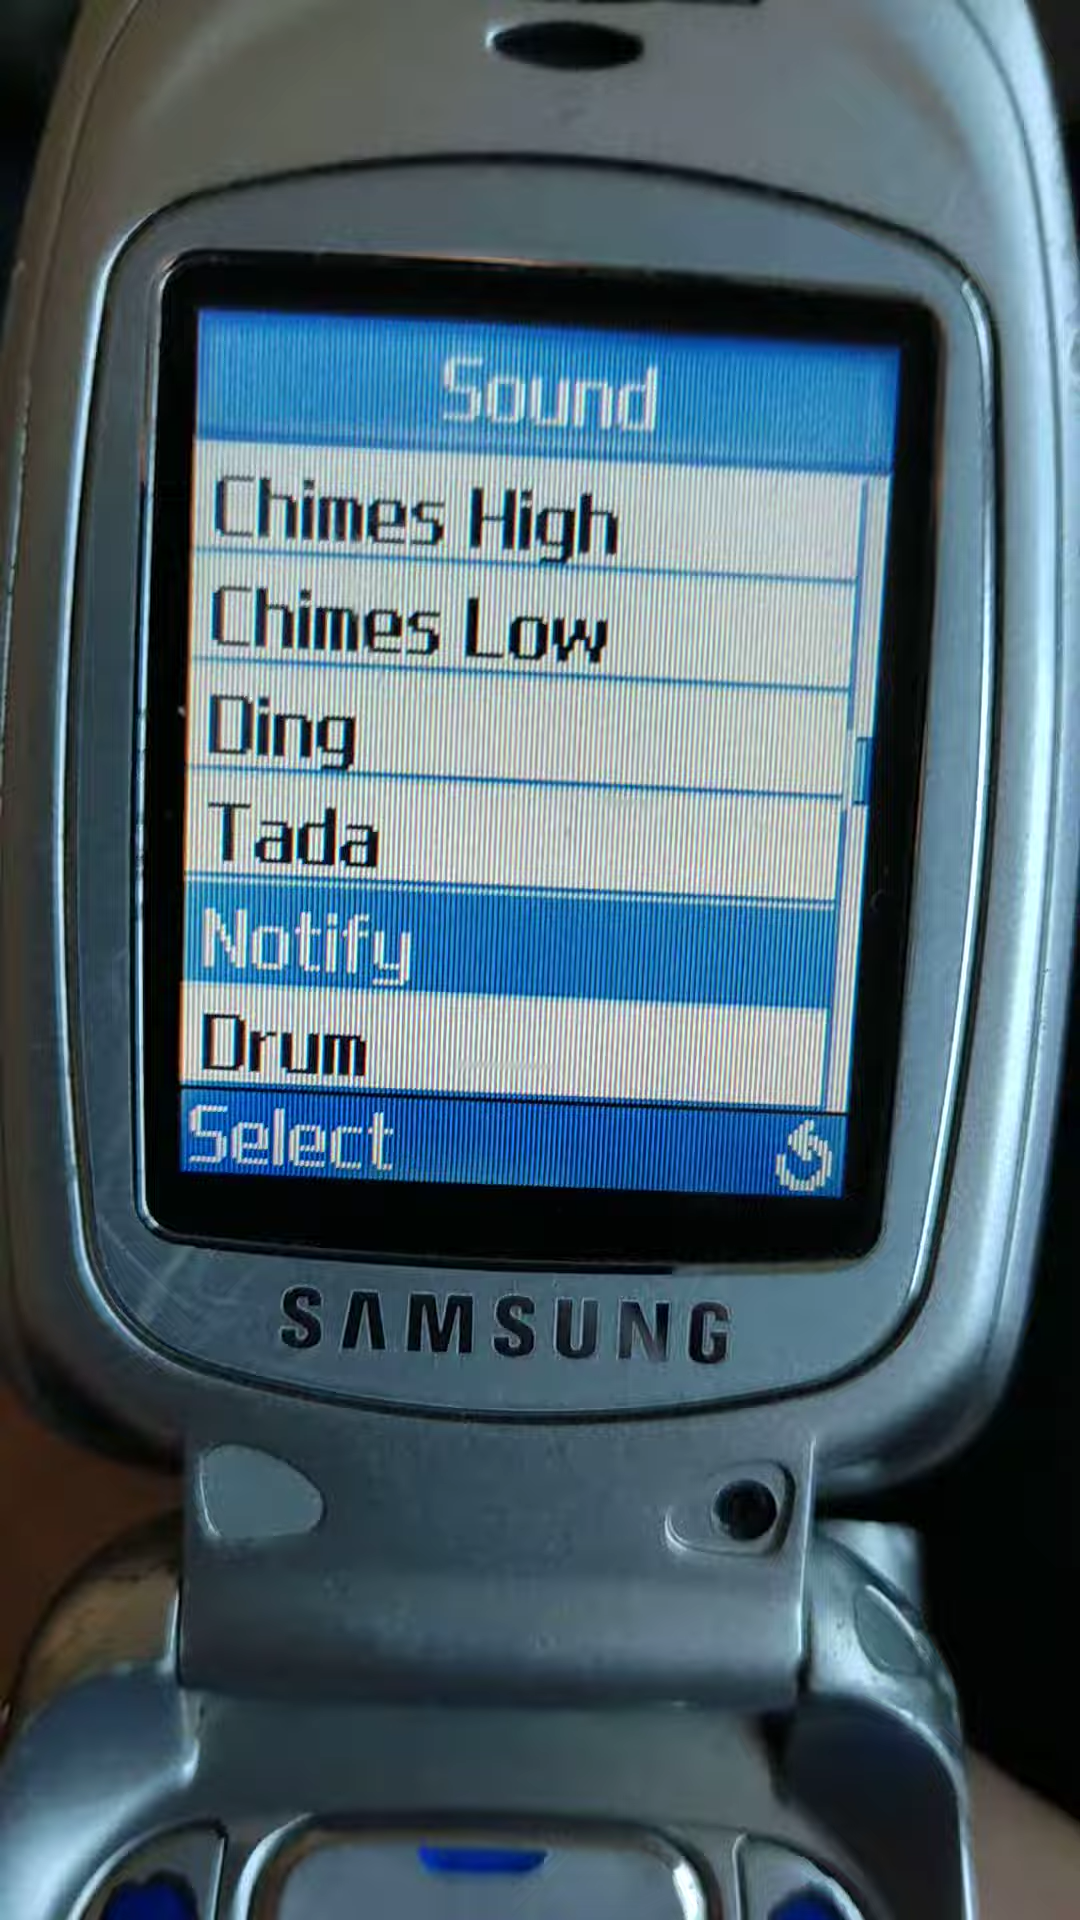 Sound
Chimes High
Chimes Low
Ding
Tada
Notify
Drum
Select
SAMSUNG